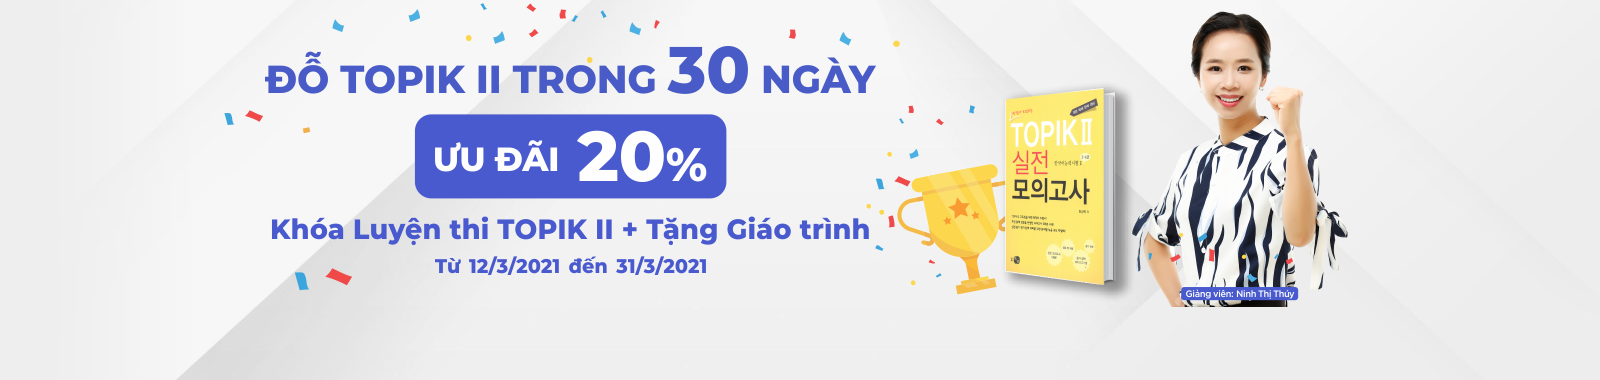 ĐỖ TOPIK II TRONG 30 NGÀY
ƯU ĐÃI 20%
Khóa Luyện thi TOPIK II + Tặng Giáo trình
Từ 12/3/2021 đến 31/3/2021
TOPIK II
실전
모의고사
Giảng viên: Ninh Thị Thúy